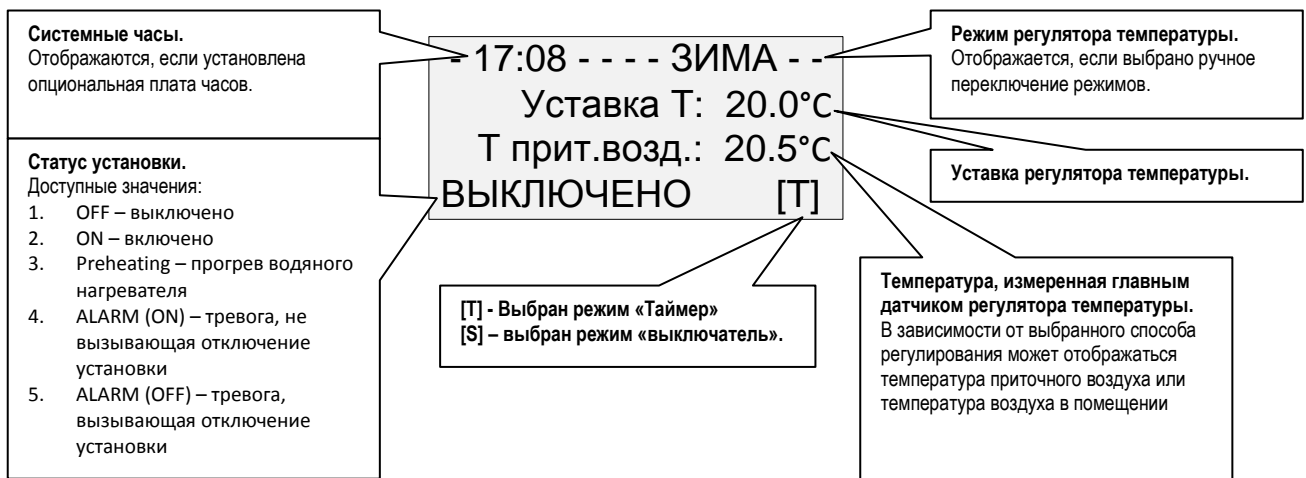 Системные часы.
Отображаются, если установлена
опциональная плата часов.
Статус установки.
Доступные значения:
1. OFF – выключено
2. ON – включено
3. Preheating – прогрев водяного
нагревателя
4. ALARM (ON) – тревога, не
вызывающая отключение
установки
5. ALARM (OFF) – тревога,
вызывающая отключение
установки
- 17:08 - - - - ЗИМА - -
Уставка Т: 20.0°C
Т прит.возд.: 20.5°C
ВЫКЛЮЧЕНО [T]
[T] - Выбран режим «Таймер»
[S] – выбран режим «выключатель».
Режим регулятора температуры.
Отображается, если выбрано ручное
переключение режимов.
Уставка регулятора температуры.
Температура, измеренная главным
датчиком регулятора температуры.
В зависимости от выбранного способа
регулирования может отображаться
температура приточного воздуха или
температура воздуха в помещении